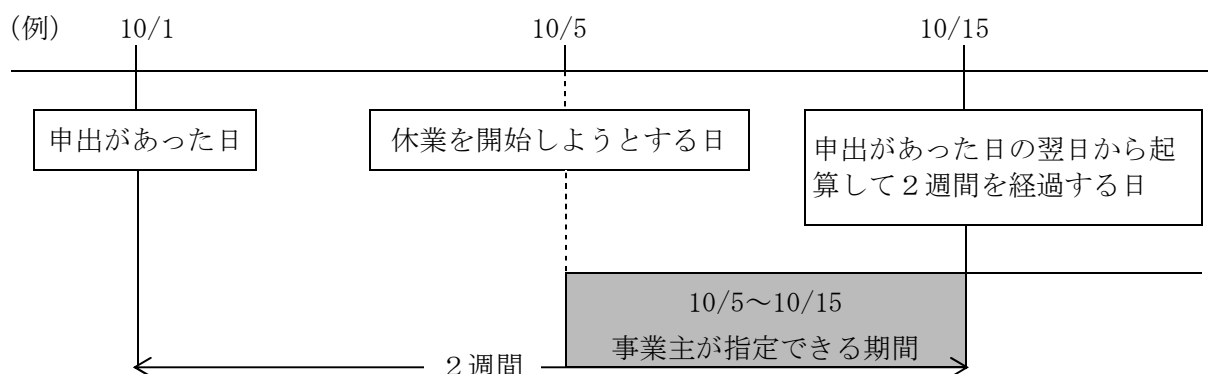 (例) 10/1 10/5 10/15
申出があった日
休業を開始しようとする日
申出があった日の翌日から起
算して２週間を経過する日
10/5～10/15
事業主が指定できる期間
２週間